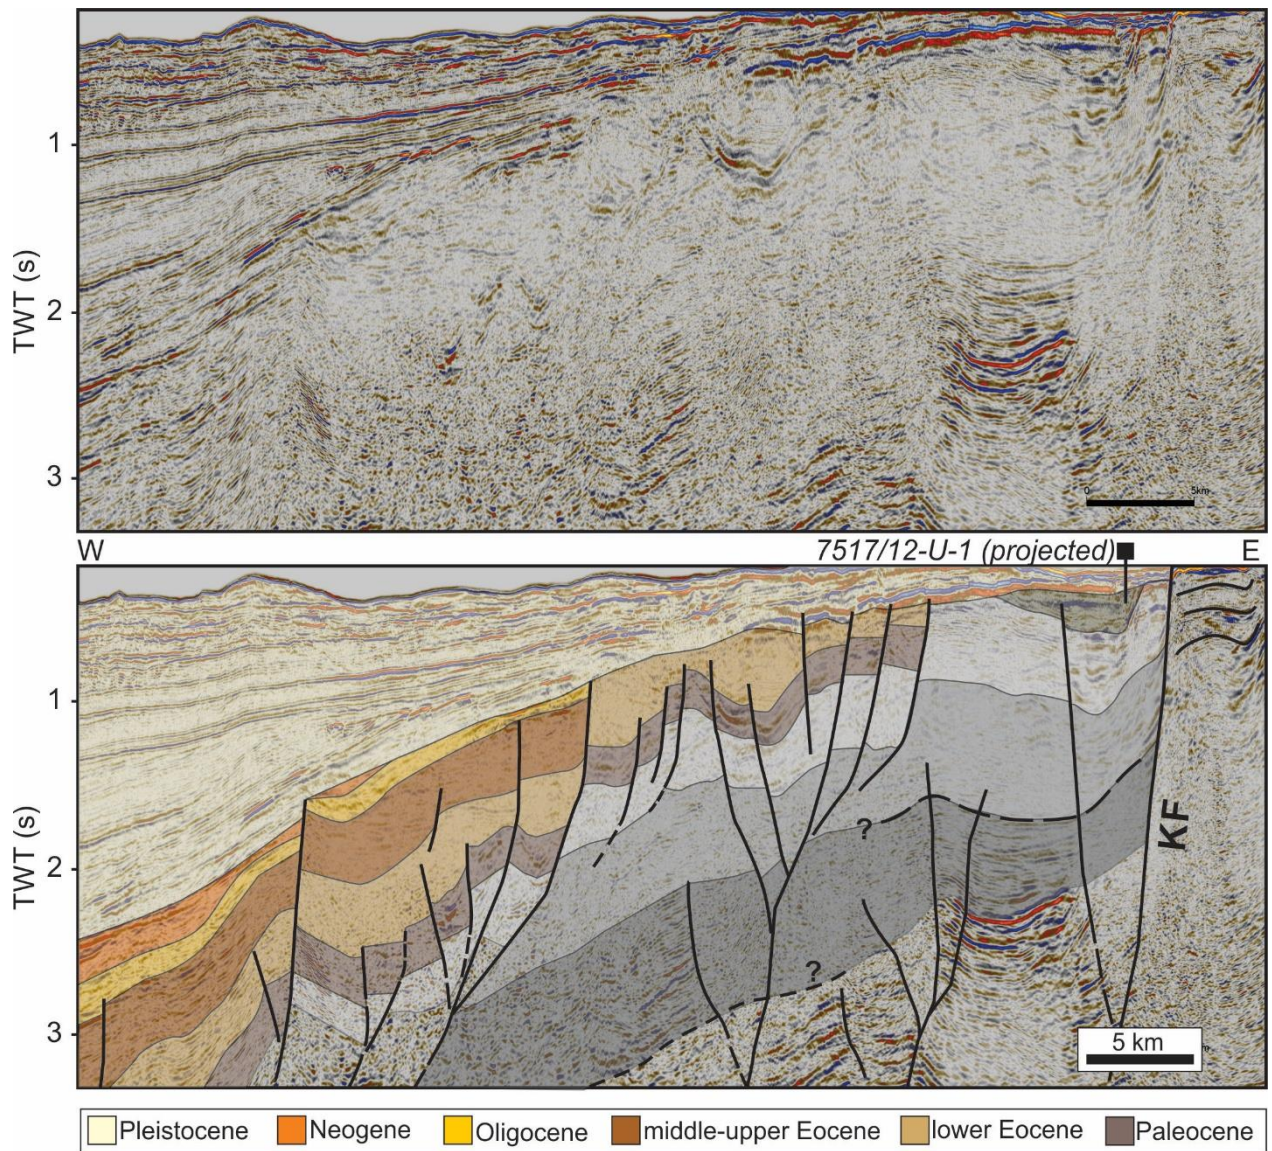 TWT (s)
1
2
3
0 5km
W
7517/12-U-1 (projected)
E
TWT (s)
1
2
3
?
?
KF
5 km
Pleistocene Neogene Oligocene middle-upper Eocene lower Eocene Paleocene